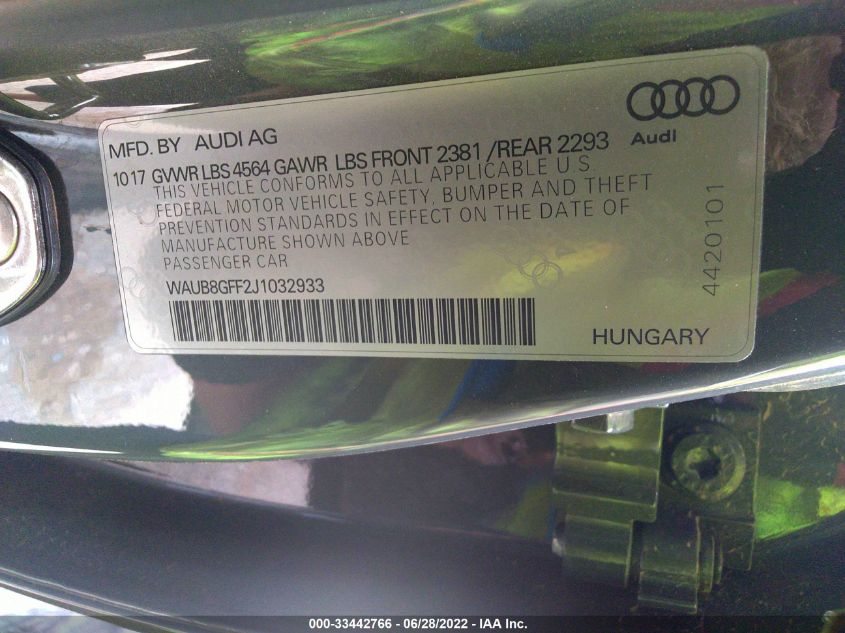 MFD. BY AUDI AG
Audi
1017 GVWR LBS 4564 GAWR LBS FRONT 2381 /REAR 2293
THIS VEHICLE CONFORMS TO ALL APPLICABLE U.S.
FEDERAL MOTOR VEHICLE SAFETY, BUMPER AND THEFT
PREVENTION STANDARDS IN EFFECT ON THE DATE OF
MANUFACTURE SHOWN ABOVE
PASSENGER CAR
WAUB8GFF2J1032933
HUNGARY
4420101
000-33442766 - 06/28/2022 - IAA Inc.